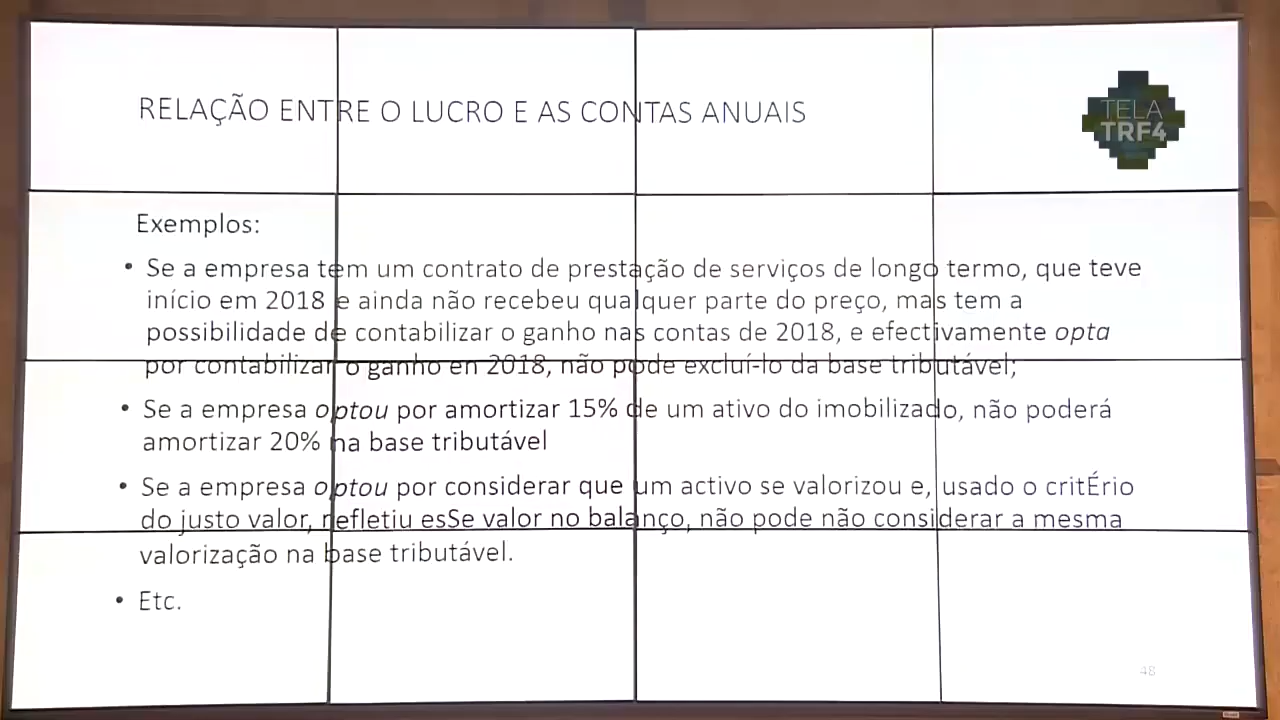 RELAÇÃO ENTRE O LUCRO E AS CONTAS ANUAIS
TELA
TRF4
Exemplos:
• Se a empresa tem um contrato de prestação de serviços de longo termo, que teve
início em 2018 e ainda não recebeu qualquer parte do preço, mas tem a
possibilidade de contabilizar o ganho nas contas de 2018, e efectivamente opta
por contabilizar o ganho en 2018, não pode excluí-lo da base tributável;
• Se a empresa optou por amortizar 15% de um ativo do imobilizado, não poderá
amortizar 20% na base tributável
• Se a empresa optou por considerar que um activo se valorizou e, usado o critÉrio
do justo valor, refletiu esSe valor no balanço, não pode não considerar a mesma
valorização na base tributável.
• Etc.
48